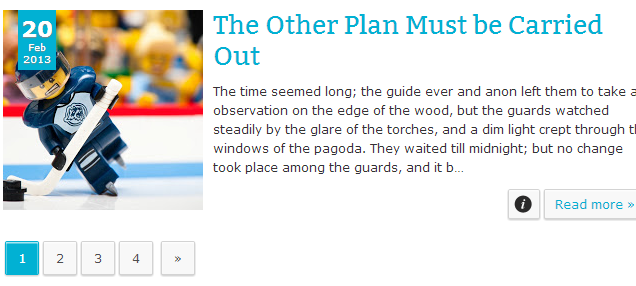 20
Feb
2013
The Other Plan Must be Carried
Out
The time seemed long; the guide ever and anon left them to take a
observation on the edge of the wood, but the guards watched
steadily by the glare of the torches, and a dim light crept through
windows of the pagoda. They waited till midnight; but no change
took place among the guards, and it b...
i
Read more »
1 2 3 4 »